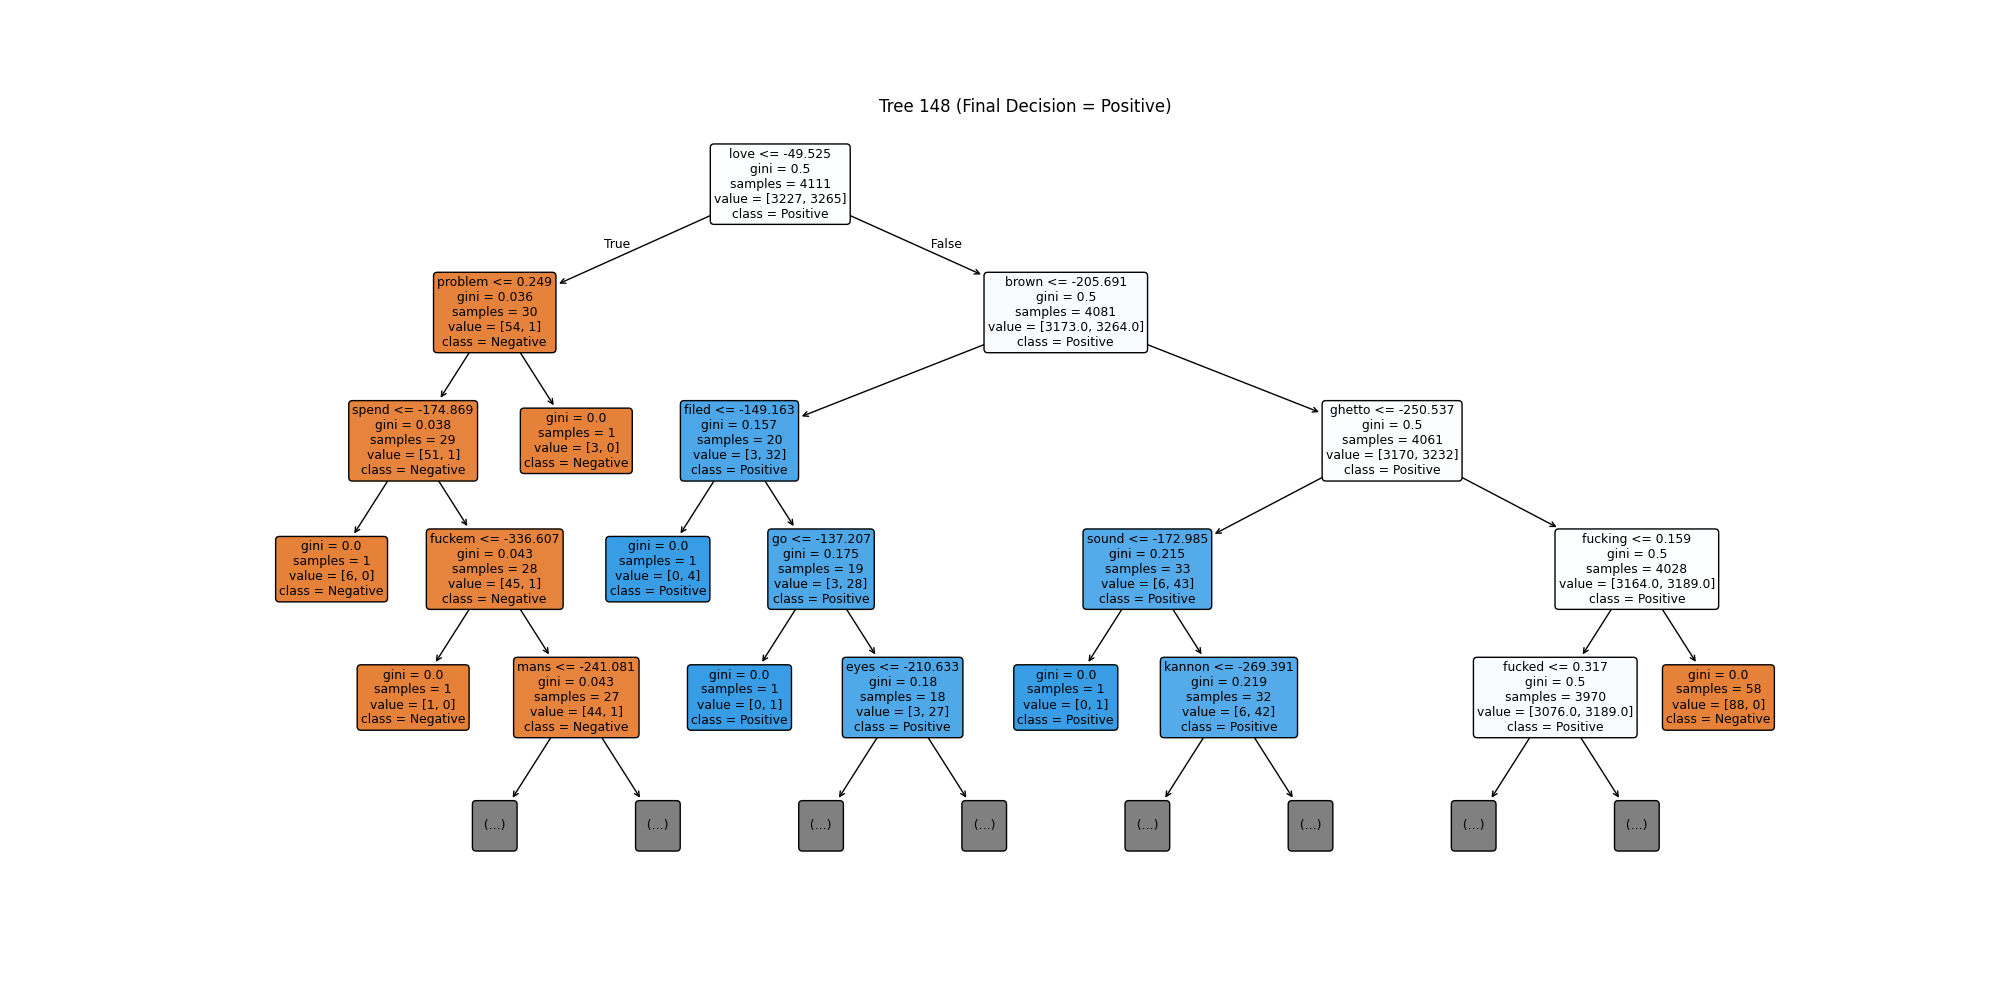 Tree 148 (Final Decision = Positive)
love <= -49.525
gini = 0.5
samples = 4111
value = [3227, 3265]
class = Positive
True
False
problem <= 0.249
gini = 0.036
samples = 30
value = [54, 1]
class = Negative
brown <= -205.691
gini = 0.5
samples = 4081
value = [3173.0, 3264.0]
class = Positive
spend <= -174.869
gini = 0.038
samples = 29
value = [51, 1]
class = Negative
gini = 0.0
samples = 1
value = [3, 0]
class = Negative
filed <= -149.163
gini = 0.157
samples = 20
value = [3, 32]
class = Positive
ghetto <= -250.537
gini = 0.5
samples = 4061
value = [3170, 3232]
class = Positive
gini = 0.0
samples = 1
value = [6, 0]
class = Negative
fuckem <= -336.607
gini = 0.043
samples = 28
value = [45, 1]
class = Negative
gini = 0.0
samples = 1
value = [0, 4]
class = Positive
go <= -137.207
gini = 0.175
samples = 19
value = [3, 28]
class = Positive
sound <= -172.985
gini = 0.215
samples = 33
value = [6, 43]
class = Positive
fucking <= 0.159
gini = 0.5
samples = 4028
value = [3164.0, 3189.0]
class = Positive
gini = 0.0
samples = 1
value = [1, 0]
class = Negative
mans <= -241.081
gini = 0.043
samples = 27
value = [44, 1]
class = Negative
gini = 0.0
samples = 1
value = [0, 1]
class = Positive
eyes <= -210.633
gini = 0.18
samples = 18
value = [3, 27]
class = Positive
gini = 0.0
samples = 1
value = [0, 1]
class = Positive
kannon <= -269.391
gini = 0.219
samples = 32
value = [6, 42]
class = Positive
fucked <= 0.317
gini = 0.5
samples = 3970
value = [3076.0, 3189.0]
class = Positive
gini = 0.0
samples = 58
value = [88, 0]
class = Negative
(...)
(...)
(...)
(...)
(...)
(...)
(...)
(...)